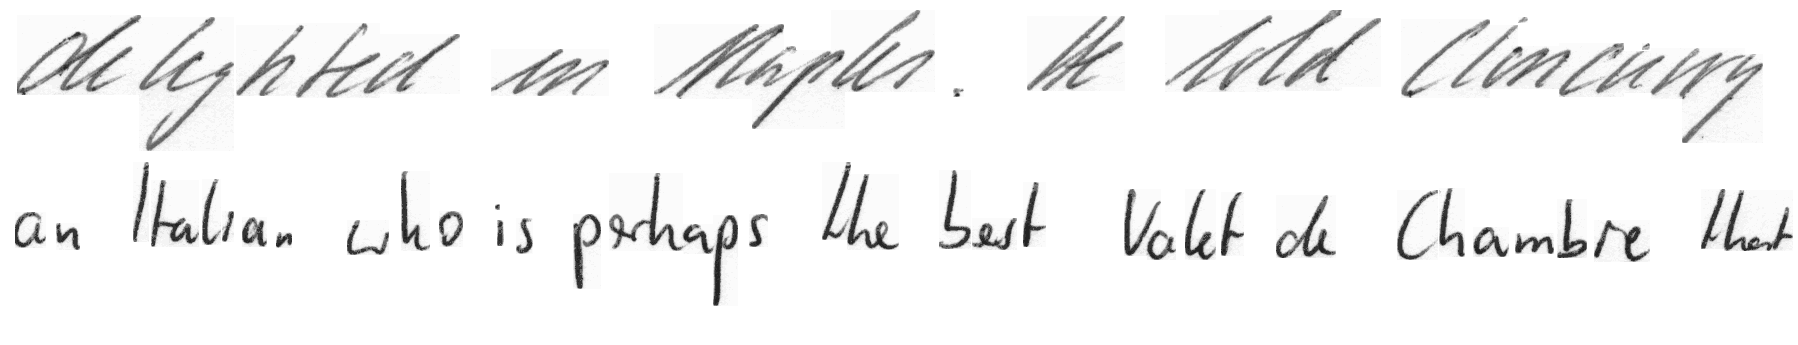 delighted in Naples. He told Cloncurry
an Italian who is perhaps the best Valet de Chambre that